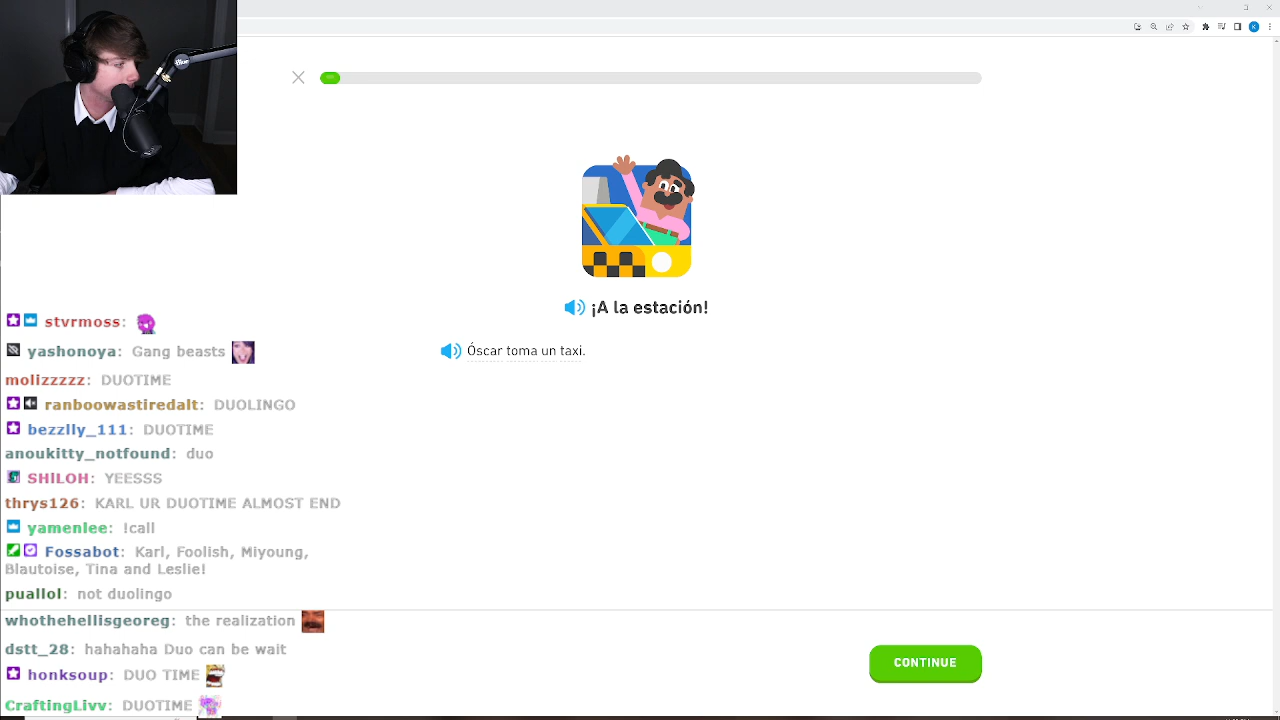 ¡A la estación!
Óscar toma un taxi.
stvrmoss:
yashonoya: Gang beasts
molizzzzz: DUOTIME
ranboowastiredalt: DUOLINGO
bezzlly_111: DUOTIME
anoukitty_notfound: duo
SHiLOH: YEESSS
thrys126: KARL UR DUOTIME ALMOST END
yamenlee: !call
Fossabot: Karl, Foolish, Miyoung,
Blautoise, Tina and Leslie!
puallol: not duolingo
whothehellisgeoreg: the realization
dstt_28: hahahaha Duo can be wait
honksoup: DUO TIME
CraftingLivv: DUOTIME
CONTINUE